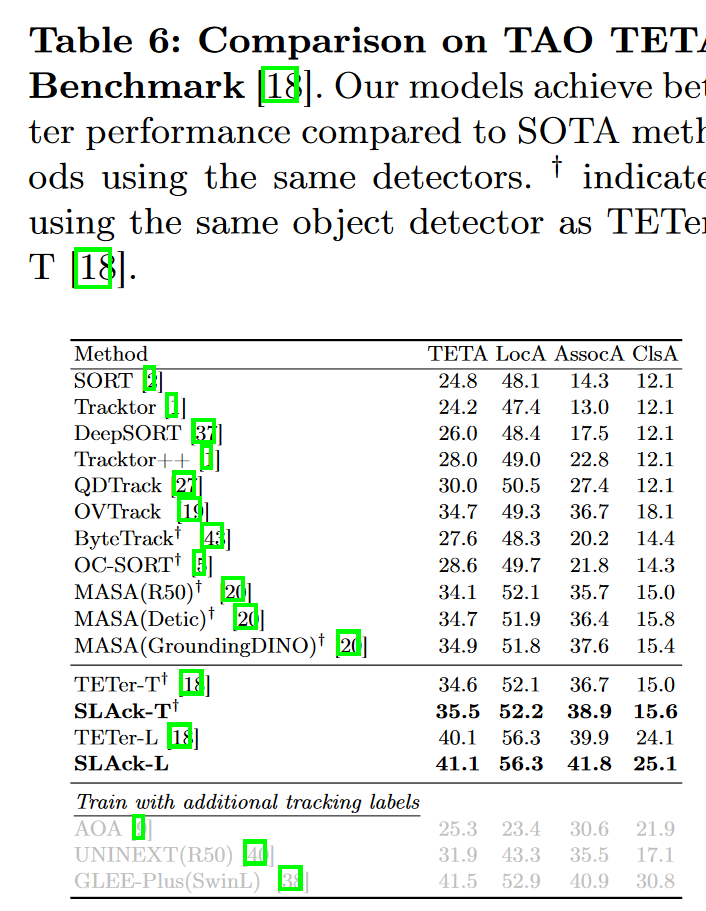 Table 6: Comparison on TAO TETA
Benchmark [18]. Our models achieve bet-
ter performance compared to SOTA meth-
ods using the same detectors. † indicate
using the same object detector as TETer-
T [18].
Method TETA LocA AssocA ClsA
SORT [2] 24.8 48.1 14.3 12.1
Tracktor [1] 24.2 47.4 13.0 12.1
DeepSORT [37] 26.0 48.4 17.5 12.1
Tracktor++ [1] 28.0 49.0 22.8 12.1
QDTrack [27] 30.0 50.5 27.4 12.1
OVTrack [19] 34.7 49.3 36.7 18.1
ByteTrack† [43] 27.6 48.3 20.2 14.4
OC-SORT† [5] 28.6 49.7 21.8 14.3
MASA(R50)† [20] 34.1 52.1 35.7 15.0
MASA(Detic)† [20] 34.7 51.9 36.4 15.8
MASA(GroundingDINO)† [20] 34.9 51.8 37.6 15.4
TETer-T† [18] 34.6 52.1 36.7 15.0
SLAck-T† 35.5 52.2 38.9 15.6
TETer-L [18] 40.1 56.3 39.9 24.1
SLAck-L 41.1 56.3 41.8 25.1
Train with additional tracking labels
AOA [9] 25.3 23.4 30.6 21.9
UNINEXT(R50) [40] 31.9 43.3 35.5 17.1
GLEE-Plus(SwinL) [38] 41.5 52.9 40.9 30.8